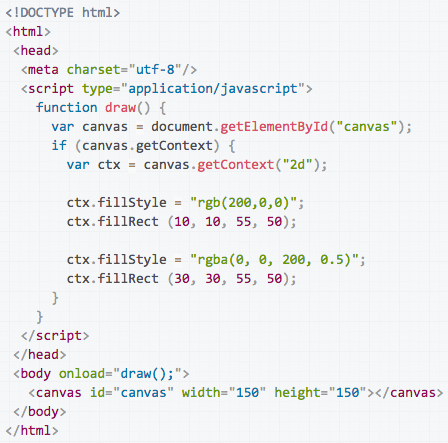 <!DOCTYPE html>
<html>
 <head>
  <meta charset="utf-8"/>
  <script type="application/javascript">
    function draw() {
      var canvas = document.getElementById("canvas");
      if (canvas.getContext) {
        var ctx = canvas.getContext("2d");

        ctx.fillStyle = "rgb(200,0,0)";
        ctx.fillRect (10, 10, 55, 50);

        ctx.fillStyle = "rgba(0, 0, 200, 0.5)";
        ctx.fillRect (30, 30, 55, 50);
      }
    }
  </script>
 </head>
 <body onload="draw();">
   <canvas id="canvas" width="150" height="150"></canvas>
 </body>
</html>